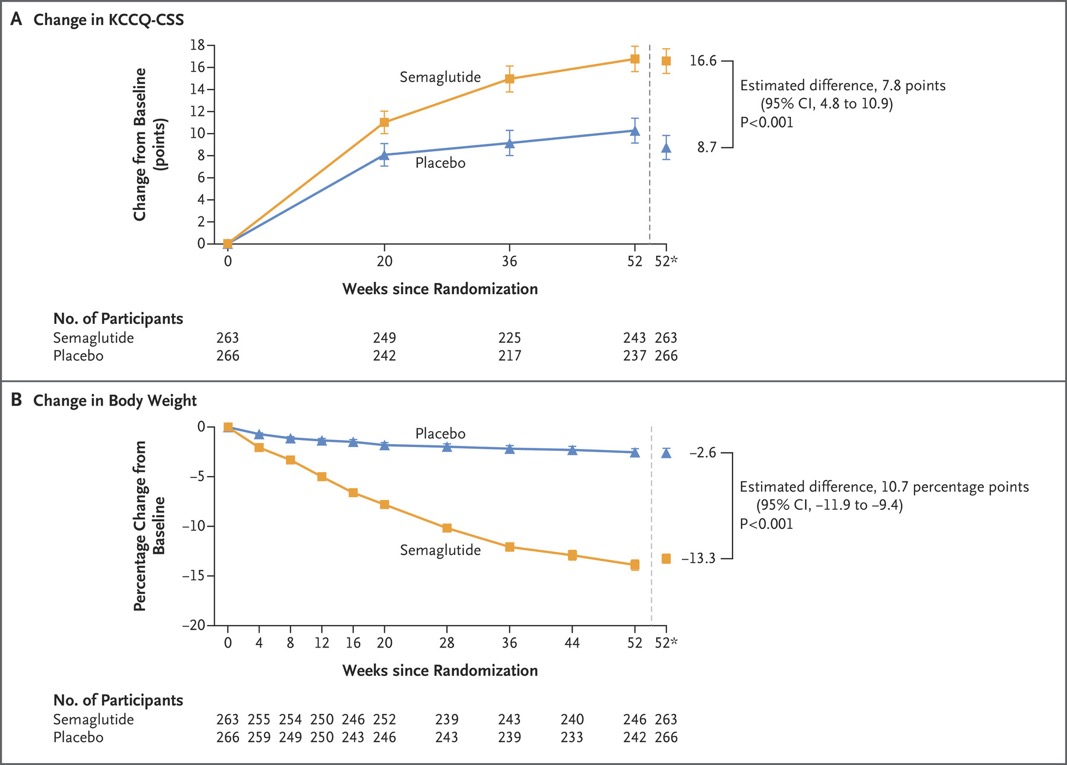 A Change in KCCQ-CSS
18
16
14
12
10
8
6
4
2
0
Change from Baseline
(points)
Semaglutide
Placebo
16.6
8.7
Estimated difference, 7.8 points
(95% CI, 4.8 to 10.9)
P<0.001
0 20 36 52 52*
Weeks since Randomization
No. of Participants
Semaglutide 263 249 225 243 263
Placebo 266 242 217 237 266
B Change in Body Weight
0
−5
−10
−15
−20
Percentage Change from
Baseline
Placebo
Semaglutide
−2.6
−13.3
Estimated difference, 10.7 percentage points
(95% CI, −11.9 to −9.4)
P<0.001
0 4 8 12 16 20 28 36 44 52 52*
Weeks since Randomization
No. of Participants
Semaglutide 263 255 254 250 246 252 239 243 240 246 263
Placebo 266 259 249 250 243 246 243 239 233 242 266